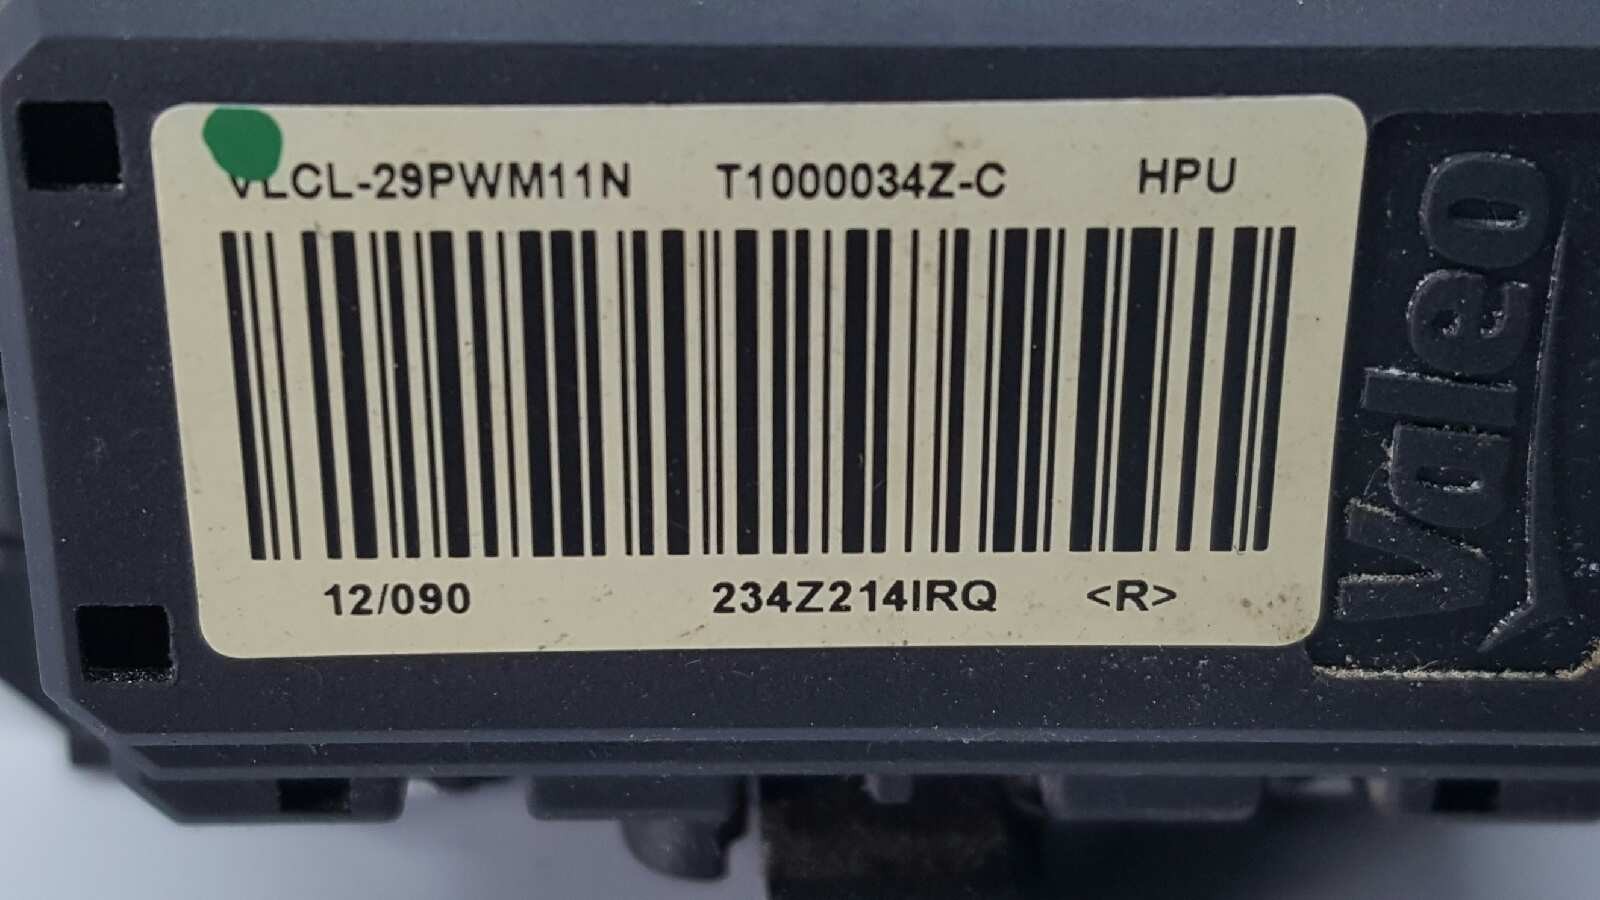 VLCL-29PWM11N T1000034Z-C HPU
12/090 234Z214IRQ <R>
Valeo